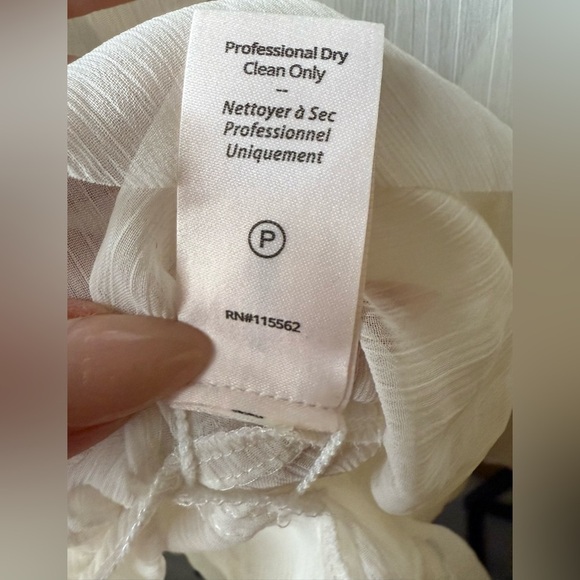 Professional Dry
Clean Only
--
Nettoyer à Sec
Professionnel
Uniquement
P
RN#115562